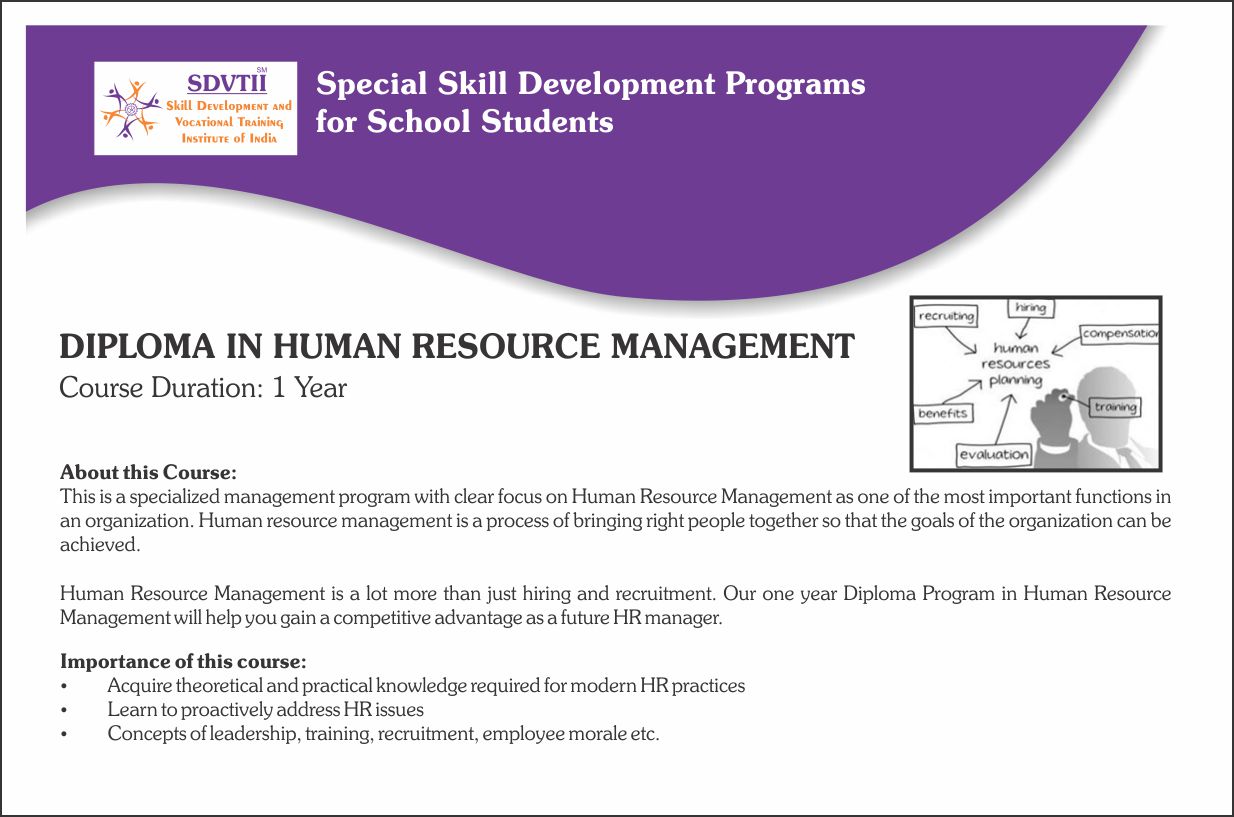 SDVTII SM
Skill Development and
Vocational Training
Institute of India
Special Skill Development Programs
for School Students
DIPLOMA IN HUMAN RESOURCE MANAGEMENT
Course Duration: 1 Year
recruiting
hiring
compensation
human
resources
planning
benefits
training
evaluation
About this Course:
This is a specialized management program with clear focus on Human Resource Management as one of the most important functions in
an organization. Human resource management is a process of bringing right people together so that the goals of the organization can be
achieved.
Human Resource Management is a lot more than just hiring and recruitment. Our one year Diploma Program in Human Resource
Management will help you gain a competitive advantage as a future HR manager.
Importance of this course:
• Acquire theoretical and practical knowledge required for modern HR practices
• Learn to proactively address HR issues
• Concepts of leadership, training, recruitment, employee morale etc.